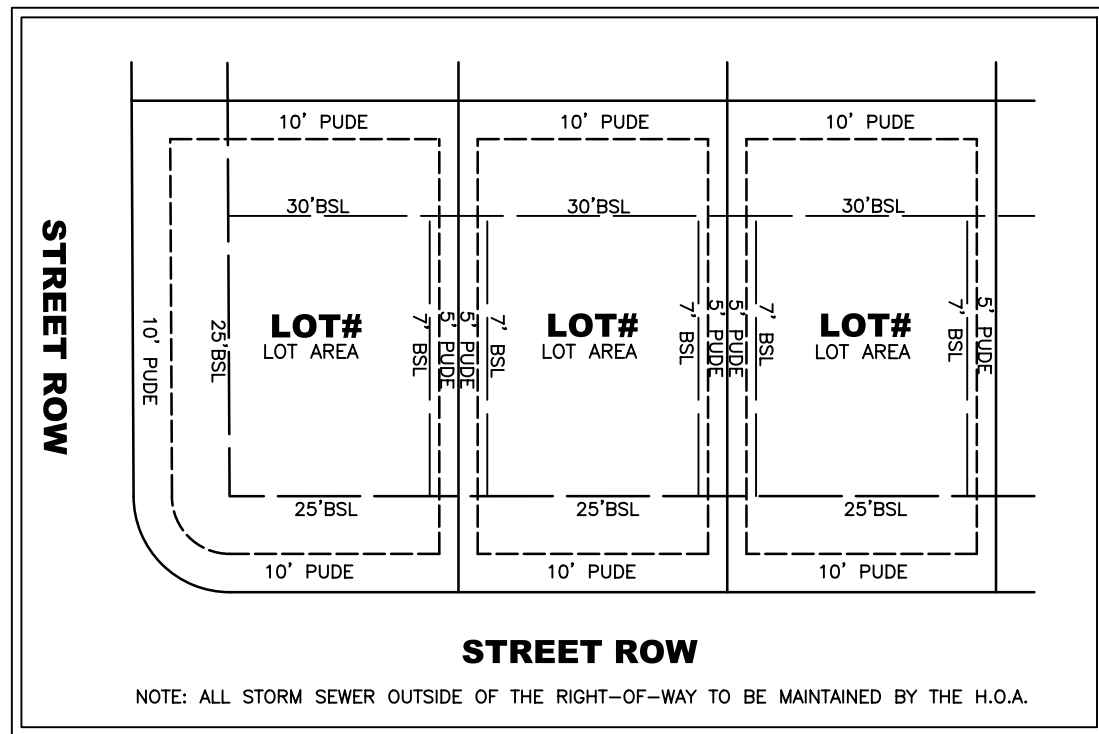 10' PUDE
10' PUDE
10' PUDE
30'BSL
30'BSL
30'BSL
STREET ROW
10' PUDE
25'BSL
LOT#
LOT AREA
7' BSL
5' PUDE
5' PUDE
7' BSL
LOT#
LOT AREA
7' BSL
5' PUDE
5' PUDE
7' BSL
LOT#
LOT AREA
7' BSL
5' PUDE
25'BSL
25'BSL
25'BSL
10' PUDE
10' PUDE
10' PUDE
STREET ROW
NOTE: ALL STORM SEWER OUTSIDE OF THE RIGHT-OF-WAY TO BE MAINTAINED BY THE H.O.A.